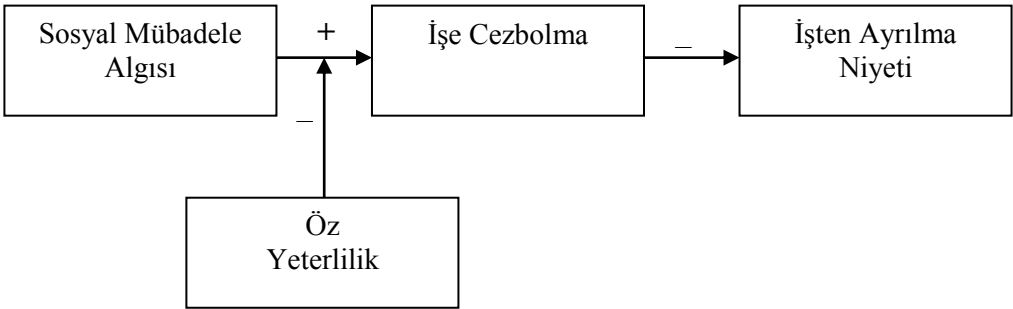 Sosyal Mübadele
Algısı
+
İşe Cezbolma
–
İşten Ayrılma
Niyeti
–
Öz
Yeterlilik